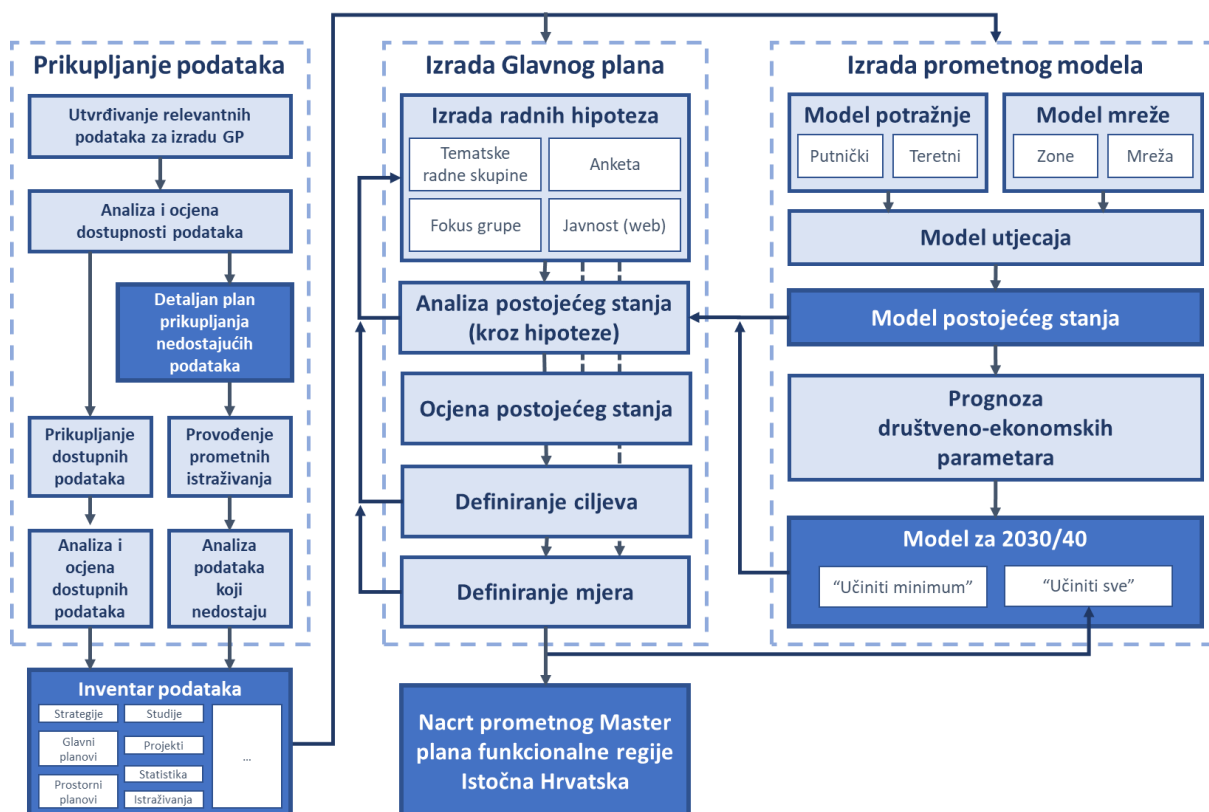 Prikupljanje podataka
Utvrđivanje relevantnih
podataka za izradu GP
Analiza i ocjena
dostupnosti podataka
Detaljan plan
prikupljanja
nedostajućih
podataka
Prikupljanje
dostupnih
podataka
Provođenje
prometnih
istraživanja
Analiza i
ocjena
dostupnih
podataka
Analiza
podataka
koji
nedostaju
Inventar podataka
Strategije
Glavni
planovi
Prostorni
planovi
Studije
Projekti
Statistika
Istraživanja
...
Izrada Glavnog plana
Izrada radnih hipoteza
Tematske
radne skupine
Anketa
Fokus grupe
Javnost (web)
Analiza postojećeg stanja
(kroz hipoteze)
Ocjena postojećeg stanja
Definiranje ciljeva
Definiranje mjera
Nacrt prometnog Master
plana funkcionalne regije
Istočna Hrvatska
Izrada prometnog modela
Model potražnje
Putnički
Teretni
Model mreže
Zone
Mreža
Model utjecaja
Model postojećeg stanja
Prognoza
društveno-ekonomskih
parametara
Model za 2030/40
“Učiniti minimum”
“Učiniti sve”